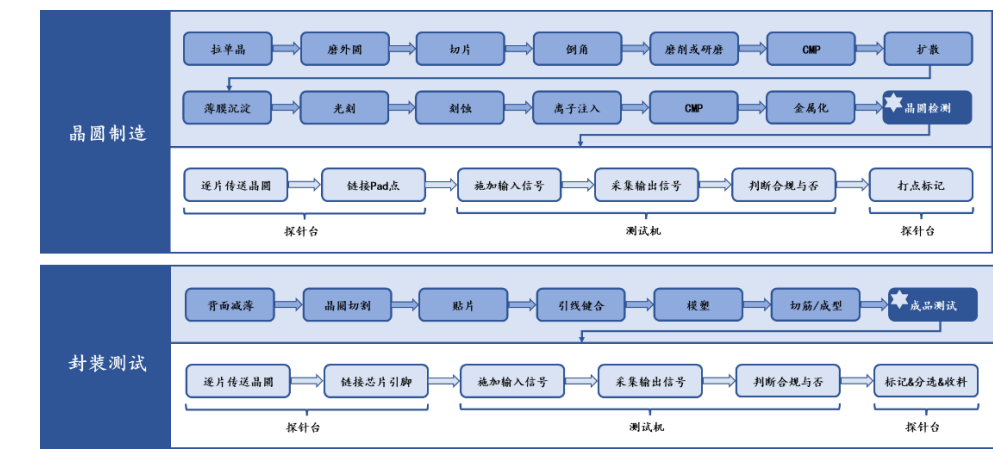 晶圆制造
拉单晶 磨外圆 切片 倒角 磨削或研磨 CMP 扩散
薄膜沉淀 光刻 刻蚀 离子注入 CMP 金属化 晶圆检测
逐片传送晶圆 链接Pad点 施加输入信号 采集输出信号 判断合规与否 打点标记
探针台 测试机 探针台
封装测试
背面减薄 晶圆切割 贴片 引线键合 模塑 切筋/成型 成品测试
逐片传送晶圆 链接芯片引脚 施加输入信号 采集输出信号 判断合规与否 标记&分选&收料
探针台 测试机 探针台